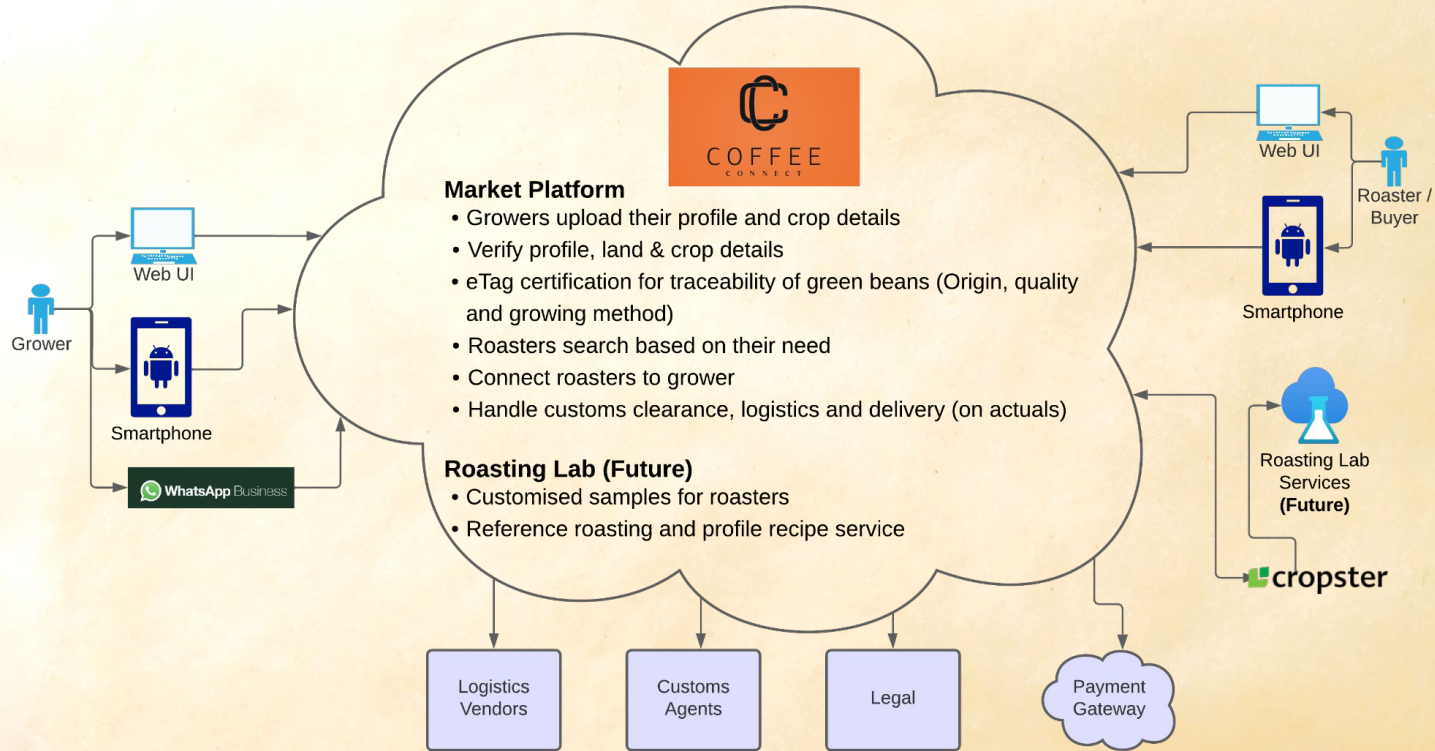 COFFEE
CONNECT
Market Platform
• Growers upload their profile and crop details
• Verify profile, land & crop details
• eTag certification for traceability of green beans (Origin, quality
and growing method)
• Roasters search based on their need
• Connect roasters to grower
• Handle customs clearance, logistics and delivery (on actuals)
Roasting Lab (Future)
• Customised samples for roasters
• Reference roasting and profile recipe service
Grower
Web UI
Smartphone
WhatsApp Business
Web UI
Roaster /
Buyer
Smartphone
Roasting Lab
Services
(Future)
cropster
Logistics
Vendors
Customs
Agents
Legal
Payment
Gateway